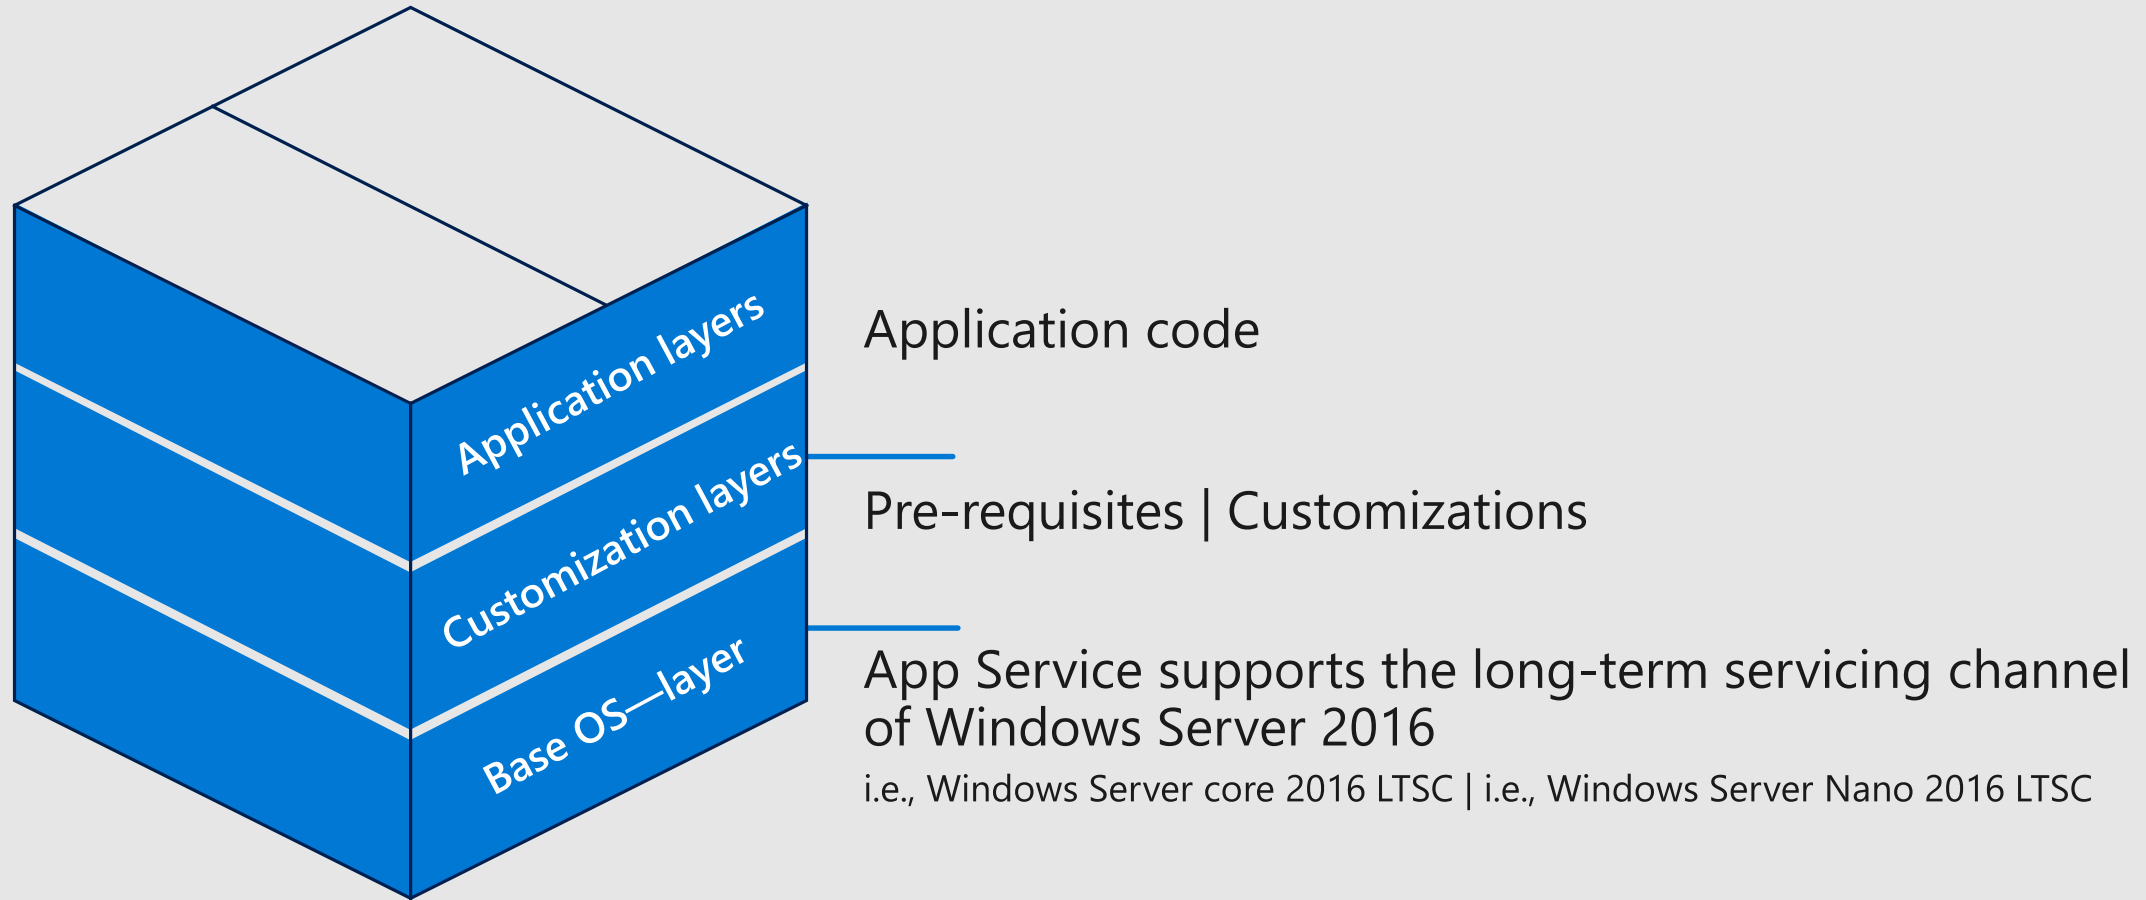 Application layers
Application code
Customization layers
Pre-requisites | Customizations
Base OS—layer
App Service supports the long-term servicing channel
of Windows Server 2016
i.e., Windows Server core 2016 LTSC | i.e., Windows Server Nano 2016 LTSC